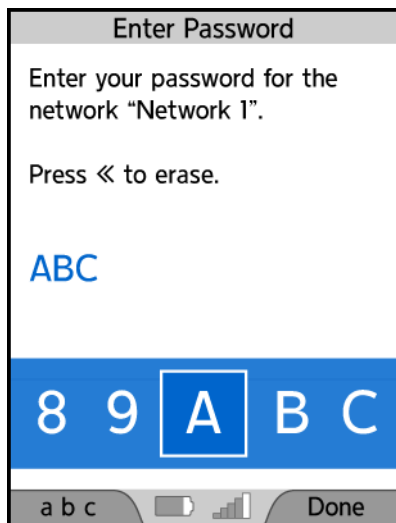 Enter Password
Enter your password for the
network “Network 1”.
Press ≪ to erase.
ABC
8 9 A B C
a b c Done